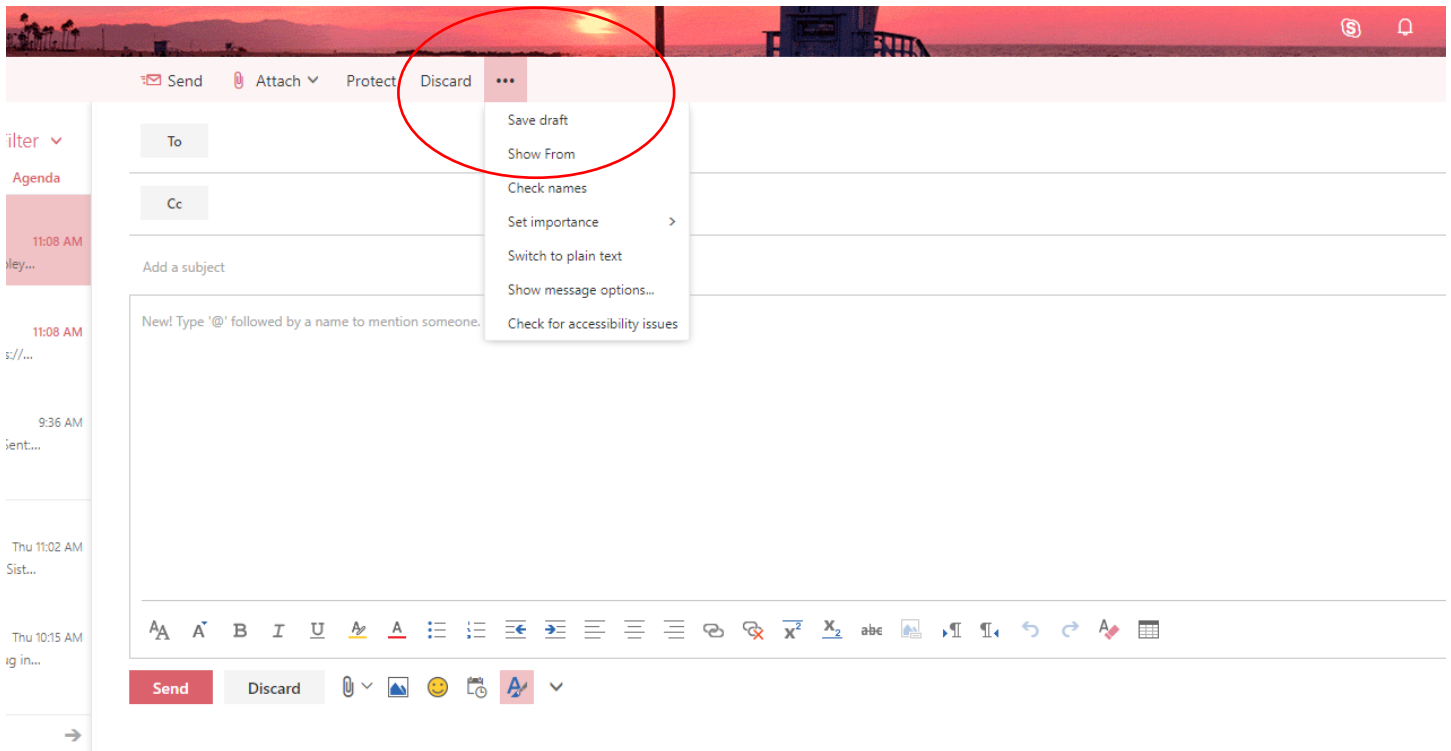 Send Attach Protect Discard •••
Save draft
Show From
Check names
Set importance
Switch to plain text
Show message options...
Check for accessibility issues
To
Cc
Add a subject
New! Type '@' followed by a name to mention someone.
Agenda
11:08 AM
11:08 AM
s://...
9:36 AM
Sent:...
Thu 11:02 AM
Sist...
Thu 10:15 AM
in...
Send Discard